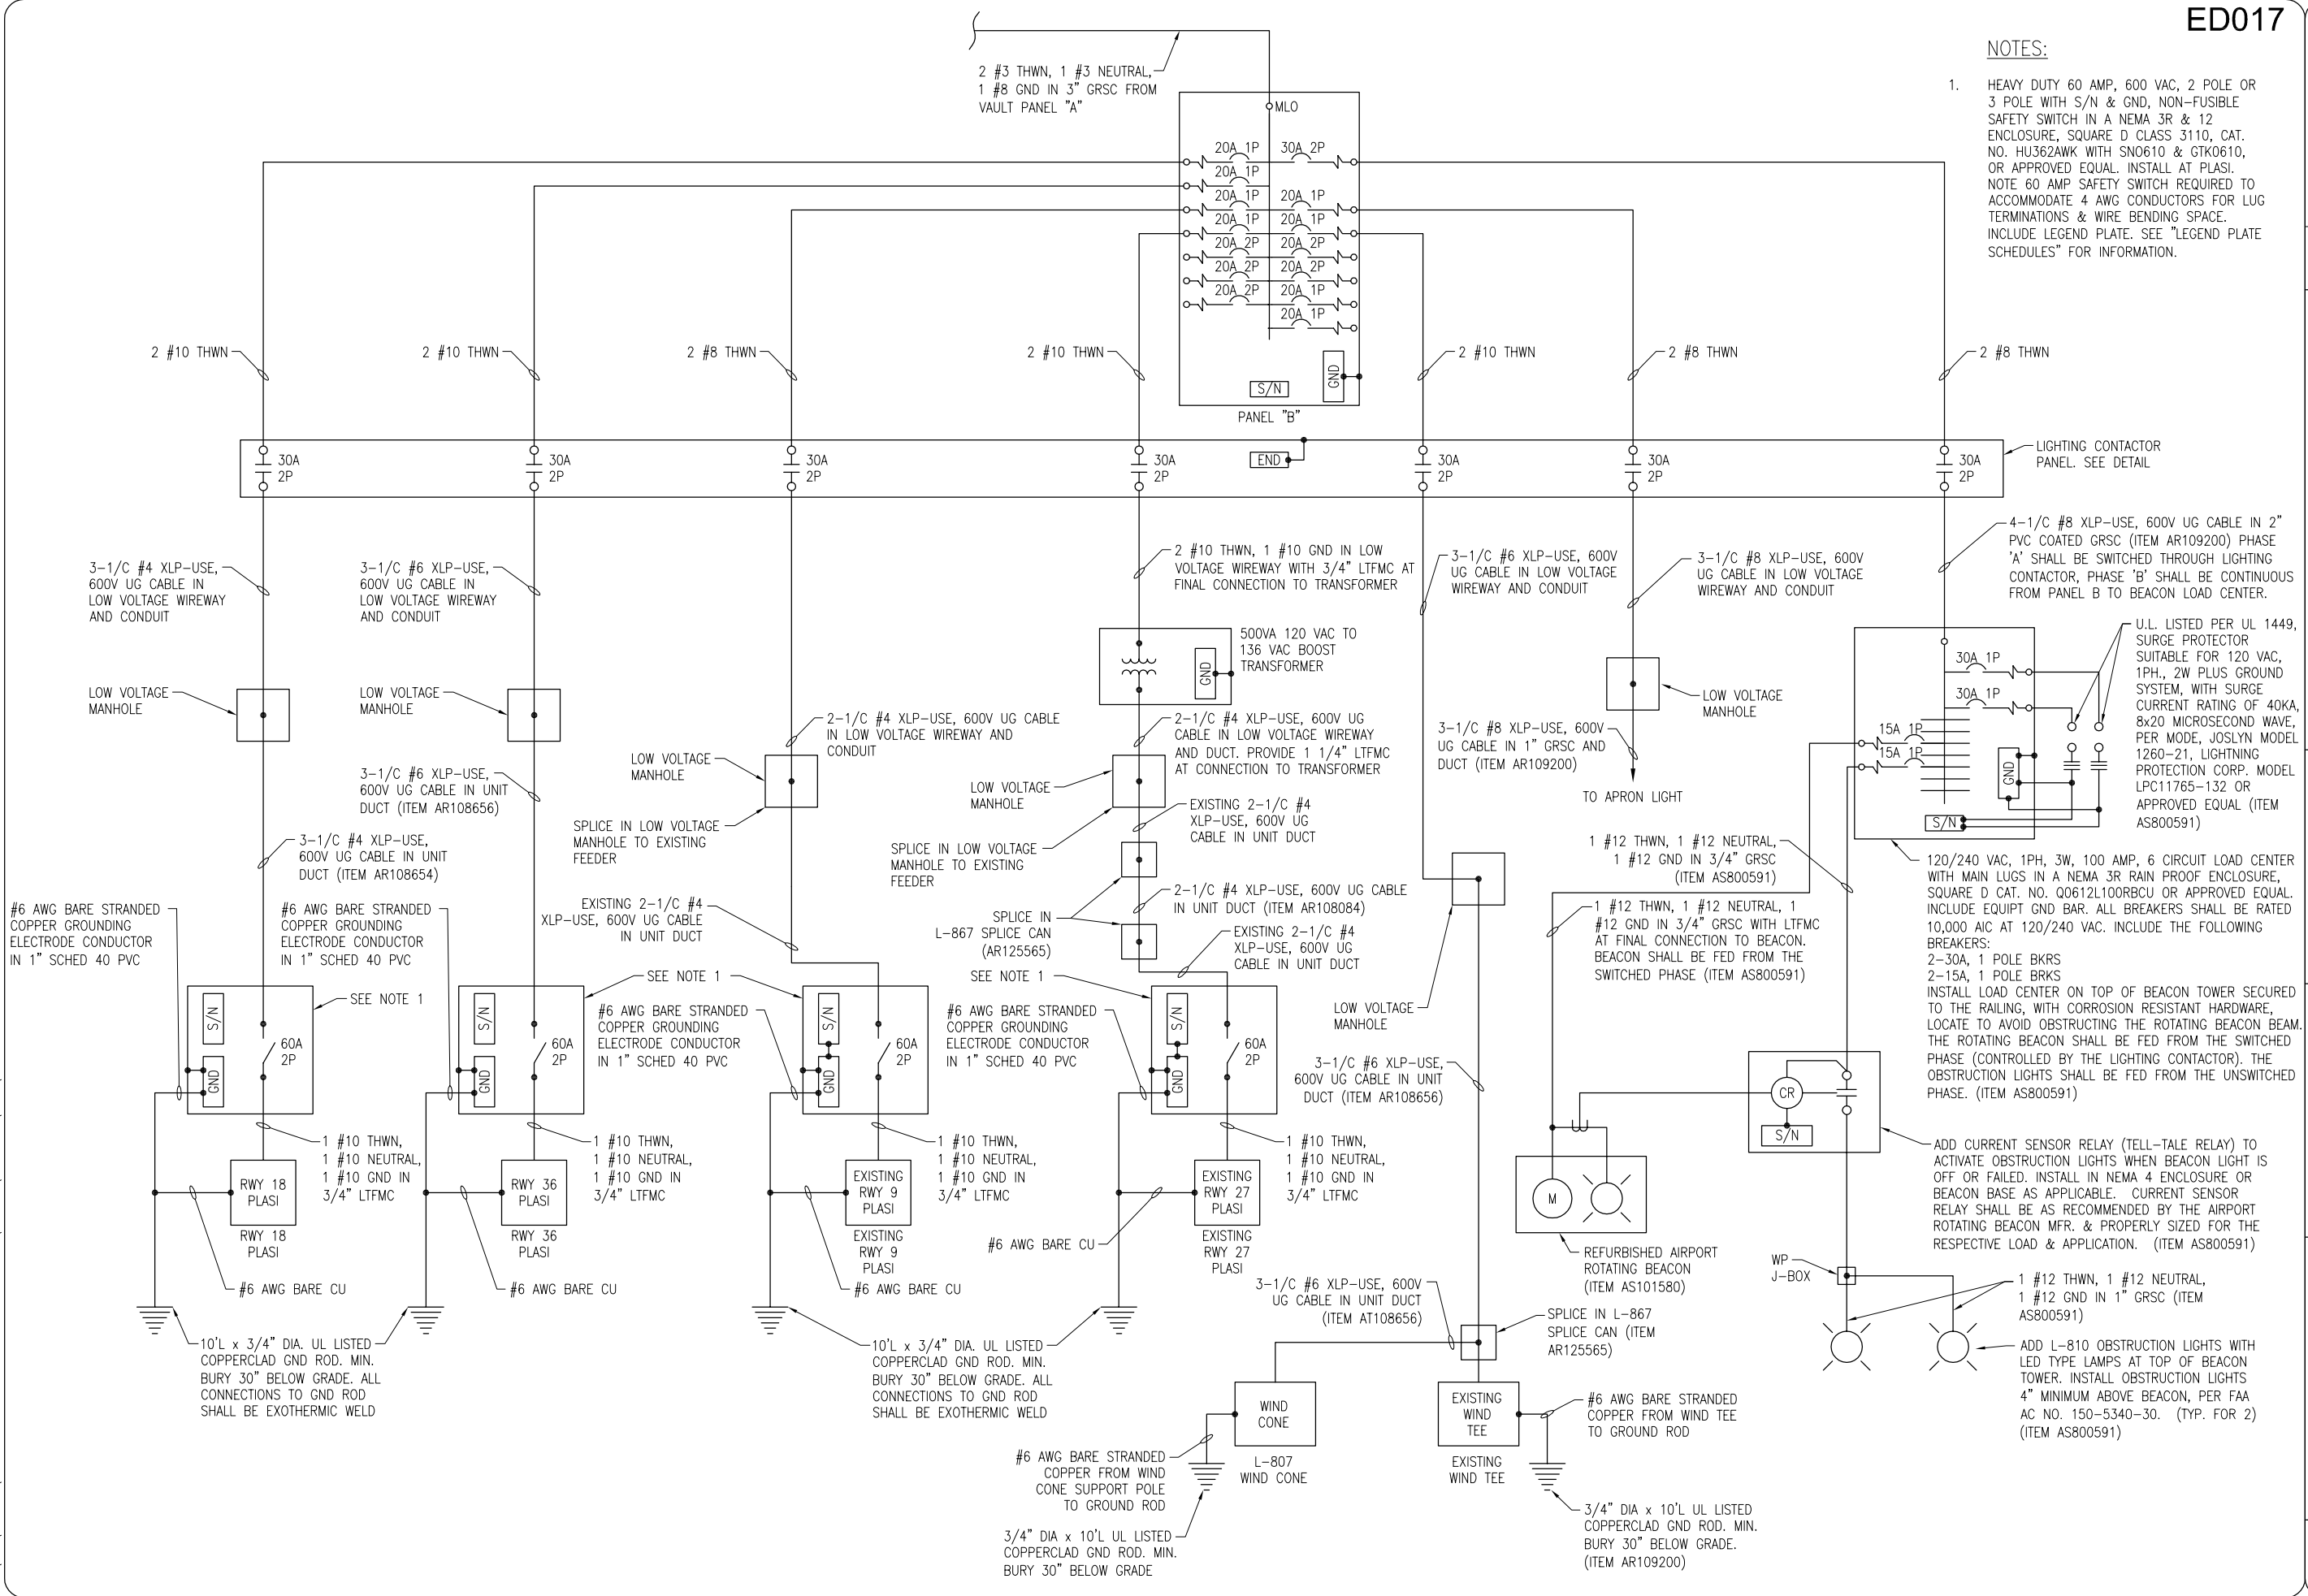 ED017
NOTES:
1. HEAVY DUTY 60 AMP, 600 VAC, 2 POLE OR
3 POLE WITH S/N & GND, NON-FUSIBLE
SAFETY SWITCH IN A NEMA 3R & 12
ENCLOSURE, SQUARE D CLASS 3110, CAT.
NO. HU362AWK WITH SN0610 & GTK0610,
OR APPROVED EQUAL. INSTALL AT PLASI.
NOTE 60 AMP SAFETY SWITCH REQUIRED TO
ACCOMMODATE 4 AWG CONDUCTORS FOR LUG
TERMINATIONS & WIRE BENDING SPACE.
INCLUDE LEGEND PLATE. SEE "LEGEND PLATE
SCHEDULES" FOR INFORMATION.
2 #3 THWN, 1 #3 NEUTRAL,
1 #8 GND IN 3" GRSC FROM
VAULT PANEL "A"
MLO
20A 1P 30A 2P
20A 1P
20A 1P 20A 1P
20A 1P 20A 1P
20A 2P 20A 2P
20A 2P 20A 2P
20A 2P 20A 1P
20A 1P
S/N
GND
PANEL "B"
2 #10 THWN
2 #10 THWN
2 #8 THWN
2 #10 THWN
2 #10 THWN
2 #8 THWN
2 #8 THWN
30A
2P
30A
2P
30A
2P
30A
2P
END
30A
2P
30A
2P
30A
2P
LIGHTING CONTACTOR
PANEL. SEE DETAIL
3-1/C #4 XLP-USE,
600V UG CABLE IN
LOW VOLTAGE WIREWAY
AND CONDUIT
LOW VOLTAGE
MANHOLE
3-1/C #4 XLP-USE,
600V UG CABLE IN UNIT
DUCT (ITEM AR108654)
#6 AWG BARE STRANDED
COPPER GROUNDING
ELECTRODE CONDUCTOR
IN 1" SCHED 40 PVC
S/N
GND
60A
2P
SEE NOTE 1
1 #10 THWN,
1 #10 NEUTRAL,
1 #10 GND IN
3/4" LTFMC
RWY 18
PLASI
RWY 18
PLASI
#6 AWG BARE CU
10'L x 3/4" DIA. UL LISTED
COPPERCLAD GND ROD. MIN.
BURY 30" BELOW GRADE. ALL
CONNECTIONS TO GND ROD
SHALL BE EXOTHERMIC WELD
3-1/C #6 XLP-USE,
600V UG CABLE IN
LOW VOLTAGE WIREWAY
AND CONDUIT
LOW VOLTAGE
MANHOLE
3-1/C #6 XLP-USE,
600V UG CABLE IN UNIT
DUCT (ITEM AR108656)
#6 AWG BARE STRANDED
COPPER GROUNDING
ELECTRODE CONDUCTOR
IN 1" SCHED 40 PVC
S/N
GND
60A
2P
SEE NOTE 1
1 #10 THWN,
1 #10 NEUTRAL,
1 #10 GND IN
3/4" LTFMC
RWY 36
PLASI
RWY 36
PLASI
#6 AWG BARE CU
2-1/C #4 XLP-USE, 600V UG CABLE
IN LOW VOLTAGE WIREWAY AND
CONDUIT
LOW VOLTAGE
MANHOLE
SPLICE IN LOW VOLTAGE
MANHOLE TO EXISTING
FEEDER
EXISTING 2-1/C #4
XLP-USE, 600V UG CABLE
IN UNIT DUCT
#6 AWG BARE STRANDED
COPPER GROUNDING
ELECTRODE CONDUCTOR
IN 1" SCHED 40 PVC
S/N
GND
60A
2P
1 #10 THWN,
1 #10 NEUTRAL,
1 #10 GND IN
3/4" LTFMC
EXISTING
RWY 9
PLASI
EXISTING
RWY 9
PLASI
#6 AWG BARE CU
10'L x 3/4" DIA. UL LISTED
COPPERCLAD GND ROD. MIN.
BURY 30" BELOW GRADE. ALL
CONNECTIONS TO GND ROD
SHALL BE EXOTHERMIC WELD
2 #10 THWN, 1 #10 GND IN LOW
VOLTAGE WIREWAY WITH 3/4" LTFMC AT
FINAL CONNECTION TO TRANSFORMER
GND
500VA 120 VAC TO
136 VAC BOOST
TRANSFORMER
2-1/C #4 XLP-USE, 600V UG
CABLE IN LOW VOLTAGE WIREWAY
AND DUCT. PROVIDE 1 1/4" LTFMC
AT CONNECTION TO TRANSFORMER
LOW VOLTAGE
MANHOLE
EXISTING 2-1/C #4
XLP-USE, 600V UG
CABLE IN UNIT DUCT
SPLICE IN LOW VOLTAGE
MANHOLE TO EXISTING
FEEDER
2-1/C #4 XLP-USE, 600V UG CABLE
IN UNIT DUCT (ITEM AR108084)
SPLICE IN
L-867 SPLICE CAN
(AR125565)
EXISTING 2-1/C #4
XLP-USE, 600V UG
CABLE IN UNIT DUCT
SEE NOTE 1
#6 AWG BARE STRANDED
COPPER GROUNDING
ELECTRODE CONDUCTOR
IN 1" SCHED 40 PVC
S/N
GND
60A
2P
1 #10 THWN,
1 #10 NEUTRAL,
1 #10 GND IN
3/4" LTFMC
EXISTING
RWY 27
PLASI
EXISTING
RWY 27
PLASI
#6 AWG BARE CU
3-1/C #6 XLP-USE, 600V
UG CABLE IN LOW VOLTAGE
WIREWAY AND CONDUIT
LOW VOLTAGE
MANHOLE
3-1/C #6 XLP-USE,
600V UG CABLE IN UNIT
DUCT (ITEM AR108656)
3-1/C #6 XLP-USE, 600V
UG CABLE IN UNIT DUCT
(ITEM AT108656)
SPLICE IN L-867
SPLICE CAN (ITEM
AR125565)
WIND
CONE
L-807
WIND CONE
#6 AWG BARE STRANDED
COPPER FROM WIND
CONE SUPPORT POLE
TO GROUND ROD
3/4" DIA x 10'L UL LISTED
COPPERCLAD GND ROD. MIN.
BURY 30" BELOW GRADE
EXISTING
WIND
TEE
EXISTING
WIND TEE
#6 AWG BARE STRANDED
COPPER FROM WIND TEE
TO GROUND ROD
3/4" DIA x 10'L UL LISTED
COPPERCLAD GND ROD. MIN.
BURY 30" BELOW GRADE.
(ITEM AR109200)
3-1/C #8 XLP-USE, 600V
UG CABLE IN LOW VOLTAGE
WIREWAY AND CONDUIT
LOW VOLTAGE
MANHOLE
3-1/C #8 XLP-USE, 600V
UG CABLE IN 1" GRSC AND
DUCT (ITEM AR109200)
TO APRON LIGHT
4-1/C #8 XLP-USE, 600V UG CABLE IN 2"
PVC COATED GRSC (ITEM AR109200) PHASE
'A' SHALL BE SWITCHED THROUGH LIGHTING
CONTACTOR, PHASE 'B' SHALL BE CONTINUOUS
FROM PANEL B TO BEACON LOAD CENTER.
30A 1P
30A 1P
15A 1P
15A 1P
GND
S/N
U.L. LISTED PER UL 1449,
SURGE PROTECTOR
SUITABLE FOR 120 VAC,
1PH., 2W PLUS GROUND
SYSTEM, WITH SURGE
CURRENT RATING OF 40KA,
8x20 MICROSECOND WAVE,
PER MODE, JOSLYN MODEL
1260-21, LIGHTNING
PROTECTION CORP. MODEL
LPC11765-132 OR
APPROVED EQUAL (ITEM
AS800591)
1 #12 THWN, 1 #12 NEUTRAL,
1 #12 GND IN 3/4" GRSC
(ITEM AS800591)
1 #12 THWN, 1 #12 NEUTRAL, 1
#12 GND IN 3/4" GRSC WITH LTFMC
AT FINAL CONNECTION TO BEACON.
BEACON SHALL BE FED FROM THE
SWITCHED PHASE (ITEM AS800591)
120/240 VAC, 1PH, 3W, 100 AMP, 6 CIRCUIT LOAD CENTER
WITH MAIN LUGS IN A NEMA 3R RAIN PROOF ENCLOSURE,
SQUARE D CAT. NO. Q0612L100RBCU OR APPROVED EQUAL.
INCLUDE EQUIPT GND BAR. ALL BREAKERS SHALL BE RATED
10,000 AIC AT 120/240 VAC. INCLUDE THE FOLLOWING
BREAKERS:
2-30A, 1 POLE BKRS
2-15A, 1 POLE BRKS
INSTALL LOAD CENTER ON TOP OF BEACON TOWER SECURED
TO THE RAILING, WITH CORROSION RESISTANT HARDWARE,
LOCATE TO AVOID OBSTRUCTING THE ROTATING BEACON BEAM.
THE ROTATING BEACON SHALL BE FED FROM THE SWITCHED
PHASE (CONTROLLED BY THE LIGHTING CONTACTOR). THE
OBSTRUCTION LIGHTS SHALL BE FED FROM THE UNSWITCHED
PHASE. (ITEM AS800591)
CR
S/N
ADD CURRENT SENSOR RELAY (TELL-TALE RELAY) TO
ACTIVATE OBSTRUCTION LIGHTS WHEN BEACON LIGHT IS
OFF OR FAILED. INSTALL IN NEMA 4 ENCLOSURE OR
BEACON BASE AS APPLICABLE. CURRENT SENSOR
RELAY SHALL BE AS RECOMMENDED BY THE AIRPORT
ROTATING BEACON MFR. & PROPERLY SIZED FOR THE
RESPECTIVE LOAD & APPLICATION. (ITEM AS800591)
M
REFURBISHED AIRPORT
ROTATING BEACON
(ITEM AS101580)
WP
J-BOX
1 #12 THWN, 1 #12 NEUTRAL,
1 #12 GND IN 1" GRSC (ITEM
AS800591)
ADD L-810 OBSTRUCTION LIGHTS WITH
LED TYPE LAMPS AT TOP OF BEACON
TOWER. INSTALL OBSTRUCTION LIGHTS
4" MINIMUM ABOVE BEACON, PER FAA
AC NO. 150-5340-30. (TYP. FOR 2)
(ITEM AS800591)